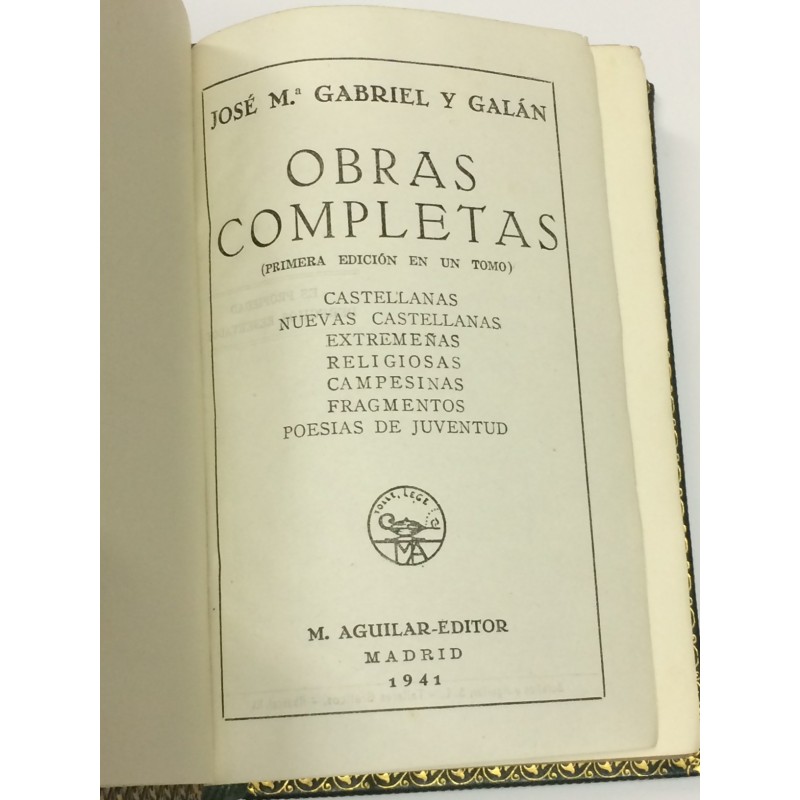 JOSÉ M.ª GABRIEL Y GALÁN
OBRAS
COMPLETAS
(PRIMERA EDICIÓN EN UN TOMO)
CASTELLANAS
NUEVAS CASTELLANAS
EXTREMEÑAS
RELIGIOSAS
CAMPESINAS
FRAGMENTOS
POESIAS DE JUVENTUD
TOLLE, LEGE
MA
M. AGUILAR-EDITOR
MADRID
1941